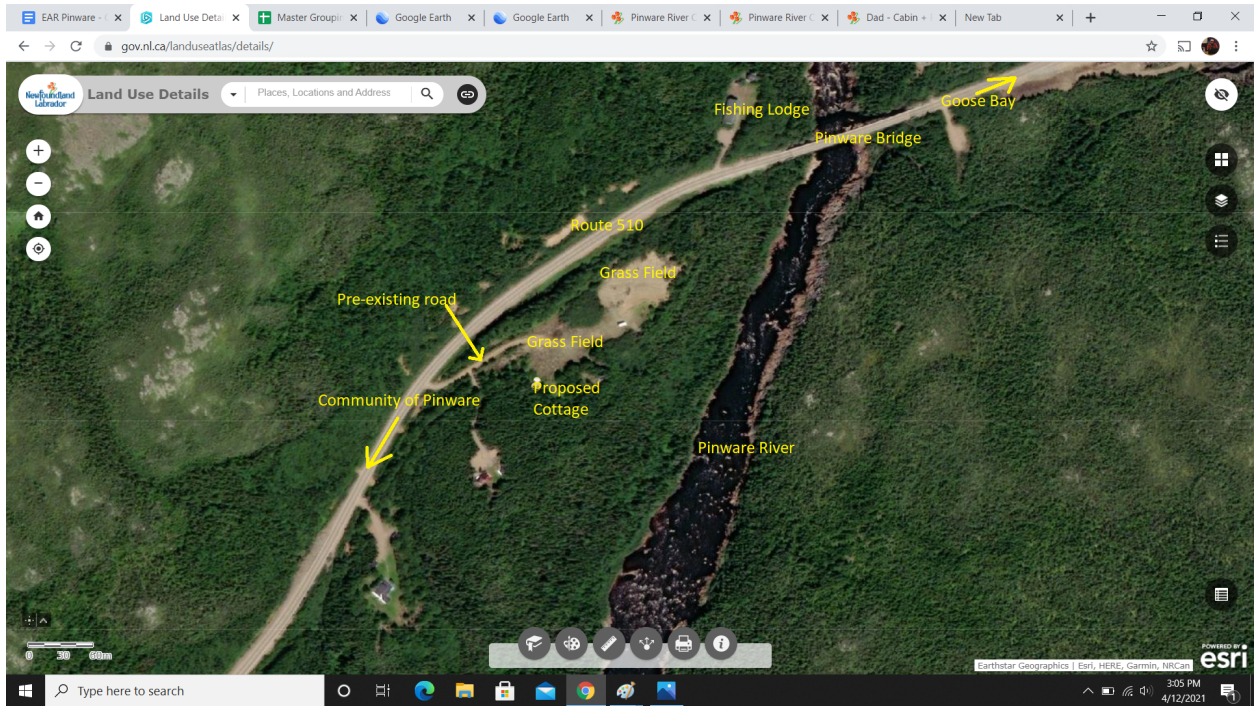 EAR Pinware -
Land Use Detai
Master Groupin
Google Earth
Google Earth
Pinware River C
Pinware River C
Dad - Cabin +
New Tab
gov.nl.ca/landuseatlas/details/
Newfoundland
Labrador
Land Use Details
Places, Locations and Address
Goose Bay
Fishing Lodge
Pinware Bridge
Route 510
Grass Field
Pre-existing road
Grass Field
Proposed
Cottage
Community of Pinware
Pinware River
0 30 60m
Earthstar Geographics | Esri, HERE, Garmin, NRCan
POWERED BY
esri
Type here to search
3:05 PM
4/12/2021
1